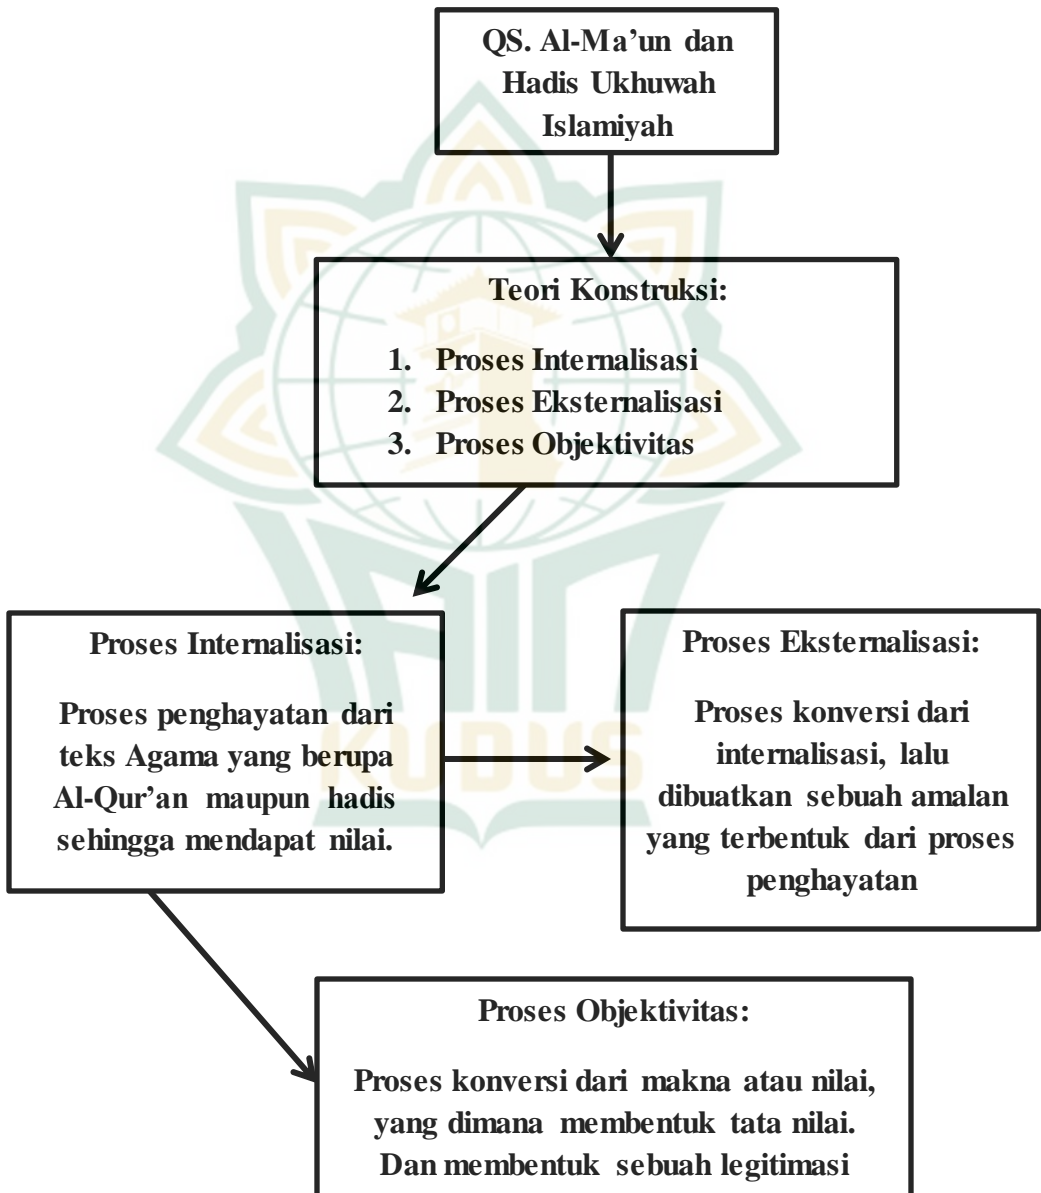 QS. Al-Ma’un dan
Hadis Ukhuwah
Islamiyah
Teori Konstruksi:
1. Proses Internalisasi
2. Proses Eksternalisasi
3. Proses Objektivitas
Proses Internalisasi:
Proses penghayatan dari
teks Agama yang berupa
Al-Qur’an maupun hadis
sehingga mendapat nilai.
Proses Eksternalisasi:
Proses konversi dari
internalisasi, lalu
dibuatkan sebuah amalan
yang terbentuk dari proses
penghayatan
Proses Objektivitas:
Proses konversi dari makna atau nilai,
yang dimana membentuk tata nilai.
Dan membentuk sebuah legitimasi
IAIN
KUDUS